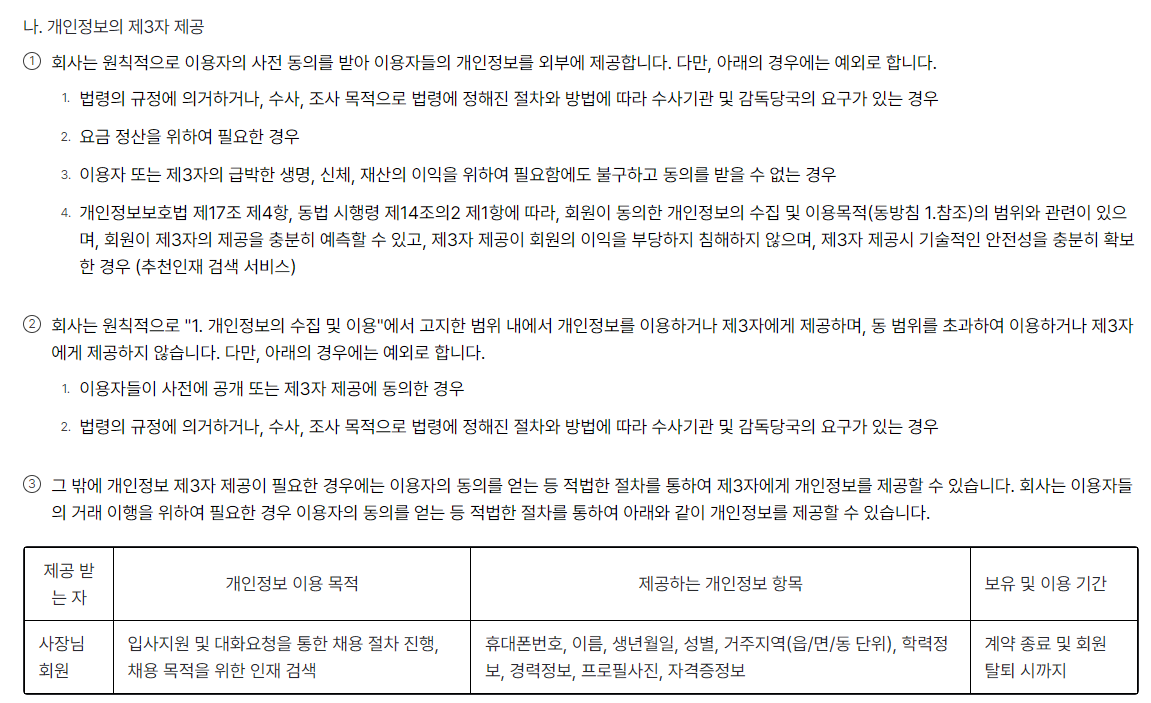 나. 개인정보의 제3자 제공
① 회사는 원칙적으로 이용자의 사전 동의를 받아 이용자들의 개인정보를 외부에 제공합니다. 다만, 아래의 경우에는 예외로 합니다.
1. 법령의 규정에 의거하거나, 수사, 조사 목적으로 법령에 정해진 절차와 방법에 따라 수사기관 및 감독당국의 요구가 있는 경우
2. 요금 정산을 위하여 필요한 경우
3. 이용자 또는 제3자의 급박한 생명, 신체, 재산의 이익을 위하여 필요함에도 불구하고 동의를 받을 수 없는 경우
4. 개인정보보호법 제17조 제4항, 동법 시행령 제14조의2 제1항에 따라, 회원이 동의한 개인정보의 수집 및 이용목적(동방침 1.참조)의 범위와 관련이 있으
며, 회원이 제3자의 제공을 충분히 예측할 수 있고, 제3자 제공이 회원의 이익을 부당하지 침해하지 않으며, 제3자 제공시 기술적인 안전성을 충분히 확보
한 경우 (추천인재 검색 서비스)
② 회사는 원칙적으로 "1. 개인정보의 수집 및 이용"에서 고지한 범위 내에서 개인정보를 이용하거나 제3자에게 제공하며, 동 범위를 초과하여 이용하거나 제3자
에게 제공하지 않습니다. 다만, 아래의 경우에는 예외로 합니다.
1. 이용자들이 사전에 공개 또는 제3자 제공에 동의한 경우
2. 법령의 규정에 의거하거나, 수사, 조사 목적으로 법령에 정해진 절차와 방법에 따라 수사기관 및 감독당국의 요구가 있는 경우
③ 그 밖에 개인정보 제3자 제공이 필요한 경우에는 이용자의 동의를 얻는 등 적법한 절차를 통하여 제3자에게 개인정보를 제공할 수 있습니다. 회사는 이용자들
의 거래 이행을 위하여 필요한 경우 이용자의 동의를 얻는 등 적법한 절차를 통하여 아래와 같이 개인정보를 제공할 수 있습니다.
제공 받
는 자
개인정보 이용 목적
제공하는 개인정보 항목
보유 및 이용 기간
사장님
회원
입사지원 및 대화요청을 통한 채용 절차 진행,
채용 목적을 위한 인재 검색
휴대폰번호, 이름, 생년월일, 성별, 거주지역(읍/면/동 단위), 학력정
보, 경력정보, 프로필사진, 자격증정보
계약 종료 및 회원
탈퇴 시까지